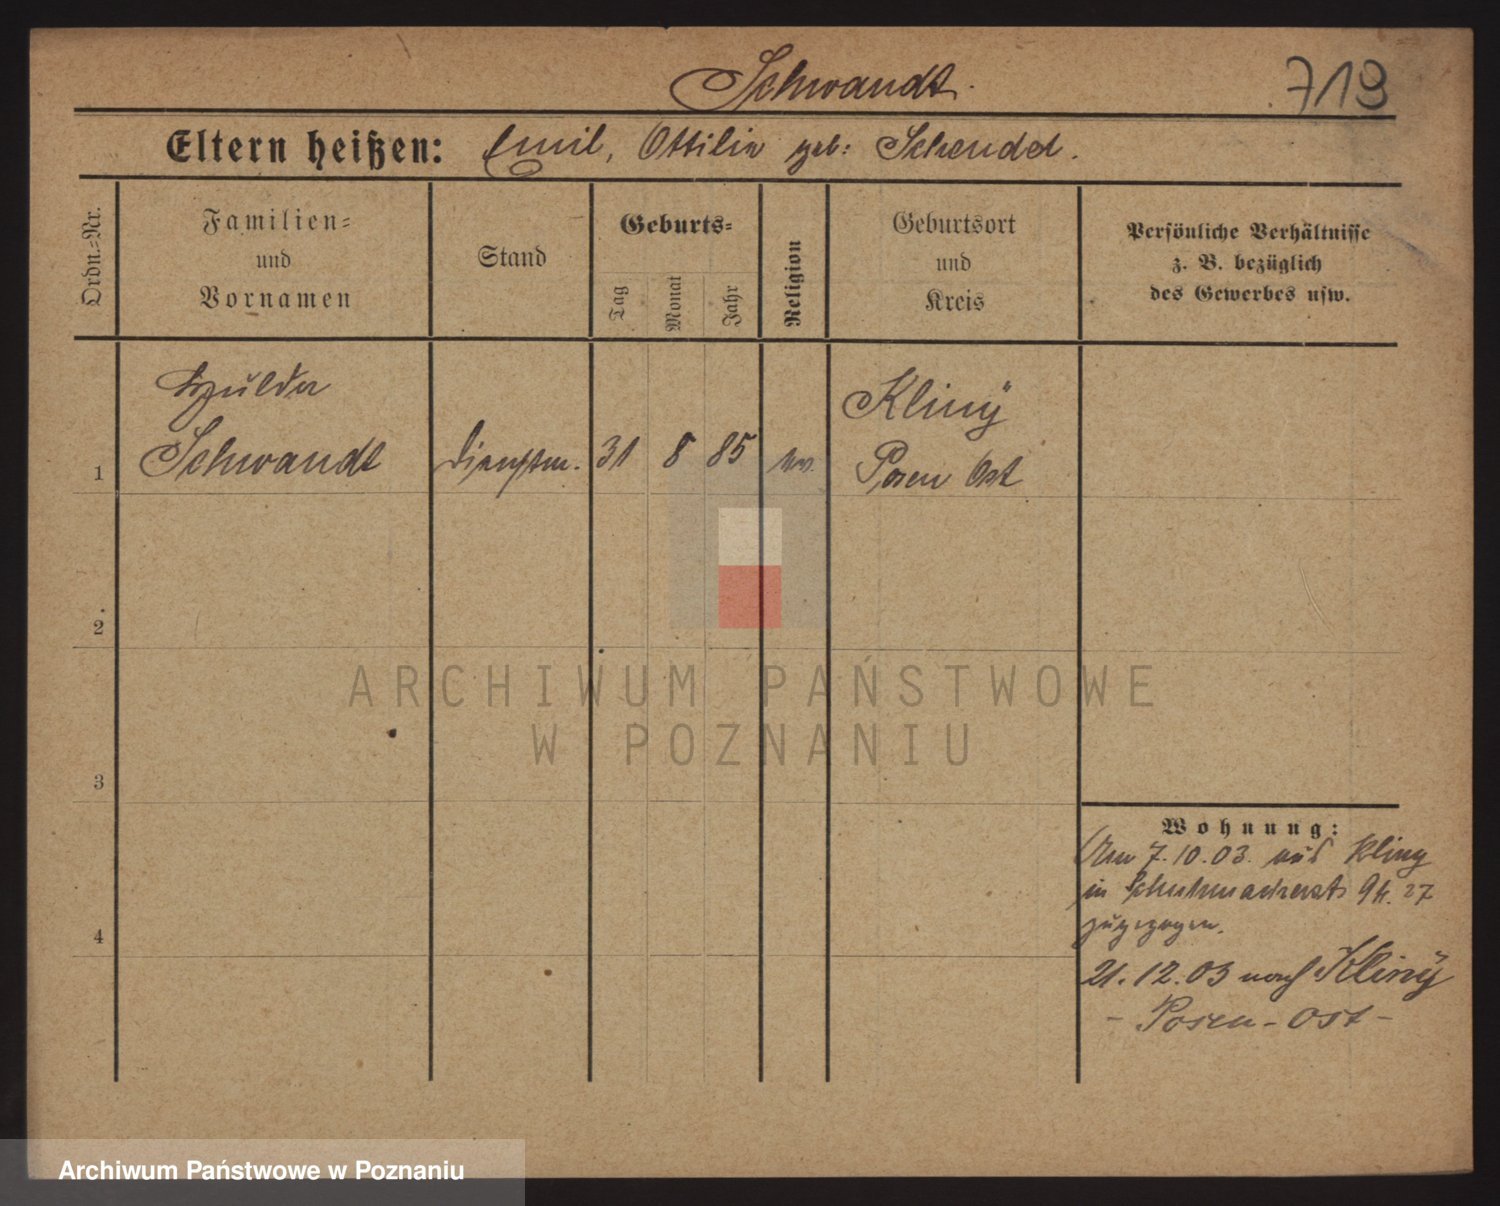 Schwandt.
719
Eltern heißen: Emil, Ottilie geb: Schendel.
Ordn.=Nr.
Familien=
und
Vornamen
Stand
Geburts=
Tag
Monat
Jahr
Religion
Geburtsort
und
Kreis
Persönliche Verhältnisse
z. B. bezüglich
des Gewerbes usw.
1
Hulda
Schwandt
Dienstm.
31
8
85
ev.
Kliny
Posen Ost
2
3
4
Wohnung:
Am 7.10.03. aus Kliny
in Schuhmacherstr 27
zugezogen.
21.12.03 nach Kliny
- Posen-Ost-
ARCHIWUM PAŃSTWOWE
W POZNANIU
Archiwum Państwowe w Poznaniu